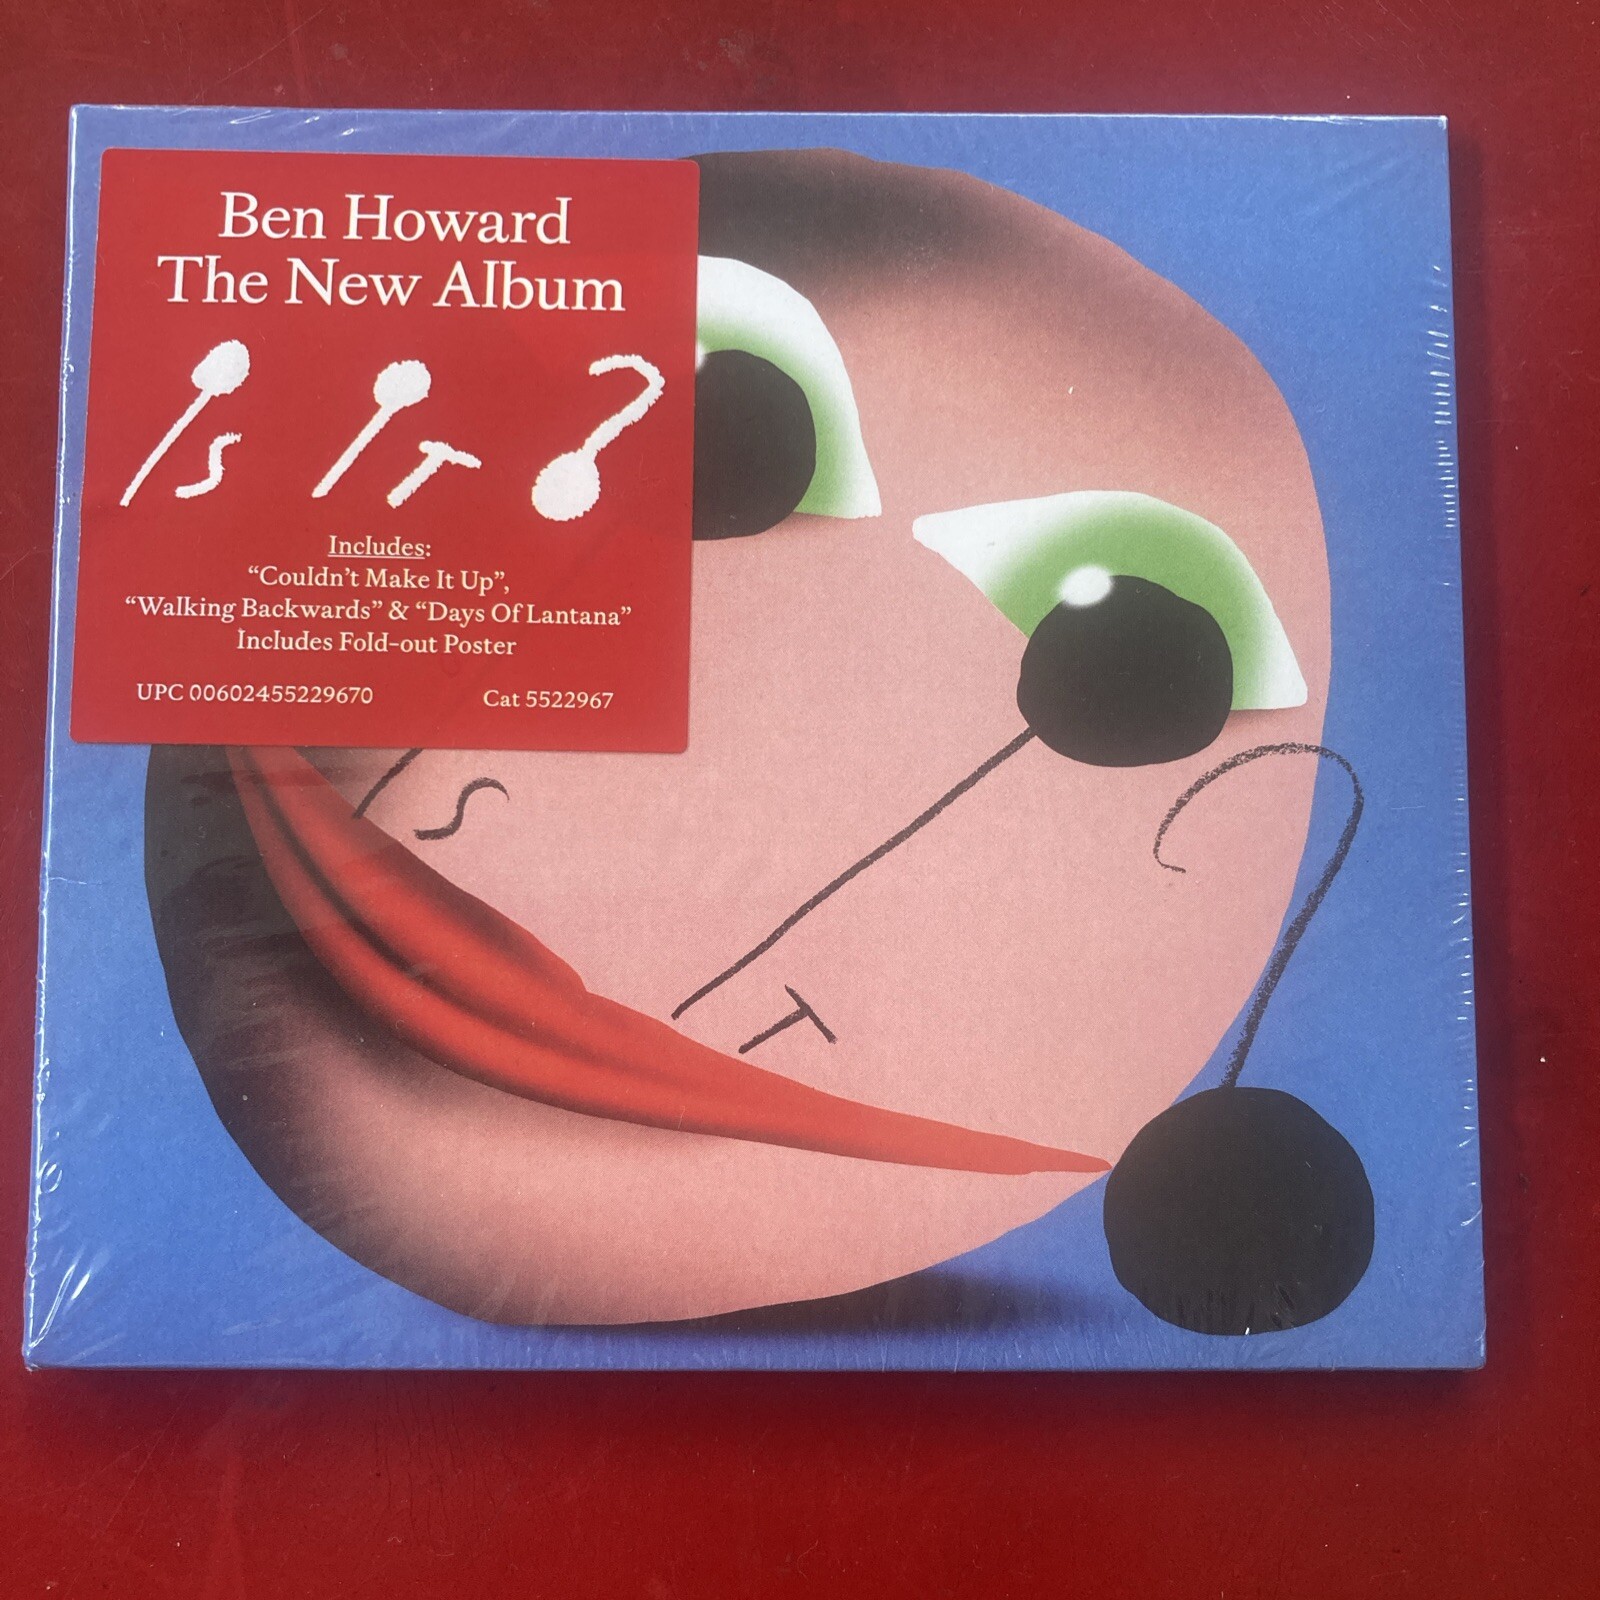 Ben Howard
The New Album
IS IT?
Includes:
“Couldn’t Make It Up”,
“Walking Backwards” & “Days Of Lantana”
Includes Fold-out Poster
UPC 00602455229670 Cat 5522967
IS
IT
?